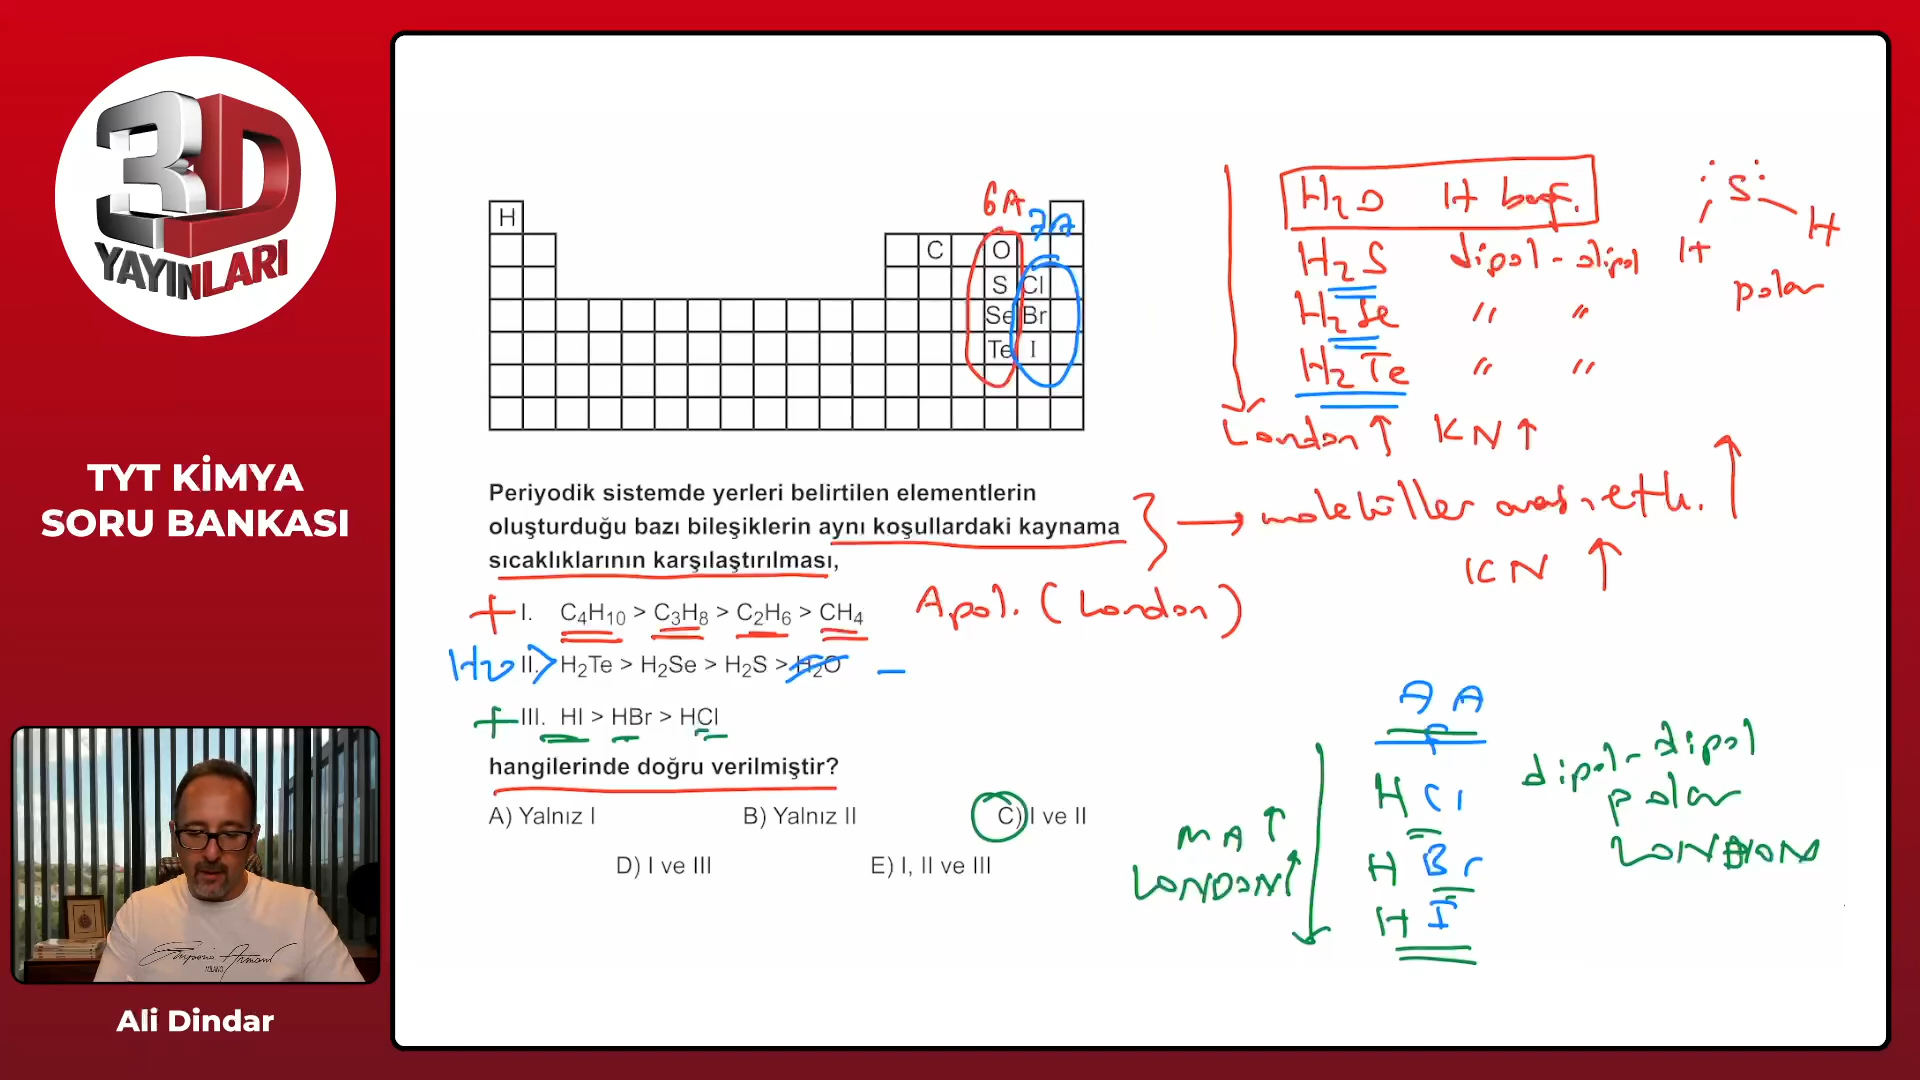 3D
YAYINLARI
TYT KİMYA
SORU BANKASI
Ali Dindar
6A
7A
H
C
O
S
Cl
Se
Br
Te
I
Periyodik sistemde yerleri belirtilen elementlerin
oluşturduğu bazı bileşiklerin aynı koşullardaki kaynama
sıcaklıklarının karşılaştırılması,
+ I. C₄H₁₀ > C₃H₈ > C₂H₆ > CH₄ Apol. (London)
H₂O > II. H₂Te > H₂Se > H₂S > H₂O –
+ III. HI > HBr > HCl
hangilerinde doğru verilmiştir?
A) Yalnız I B) Yalnız II C) I ve II
D) I ve III E) I, II ve III
H₂O H bağ.
H₂S dipol-dipol
H₂Se " "
H₂Te " "
London ↑ KN ↑
S
H H
polar
→ moleküller arası etk. ↑
KN ↑
A A
H Cl
H Br
H I
MA ↑
LONDON ↑
dipol-dipol
polar
LONDON